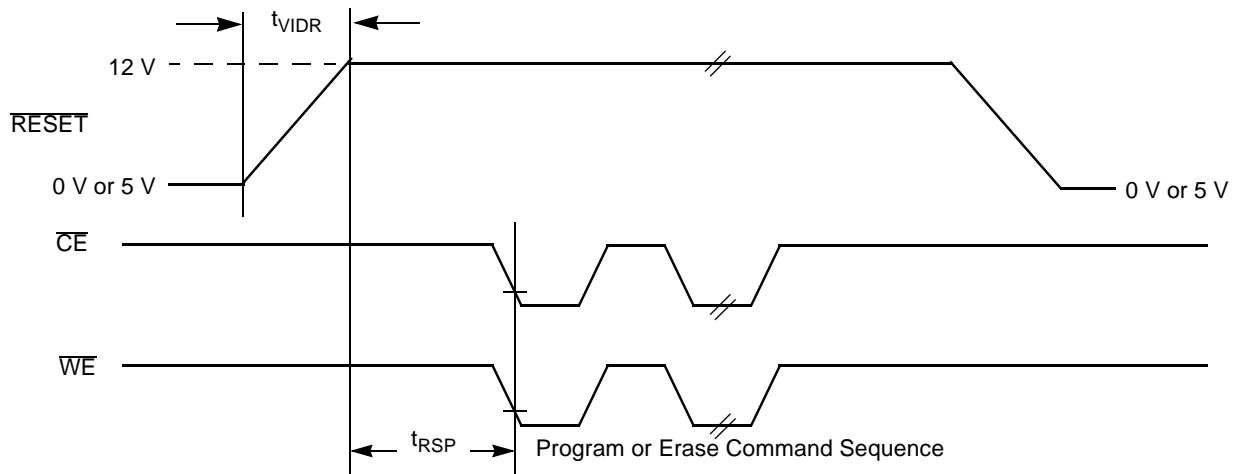 tVIDR
12 V
RESET
0 V or 5 V
0 V or 5 V
CE
WE
tRSP
Program or Erase Command Sequence